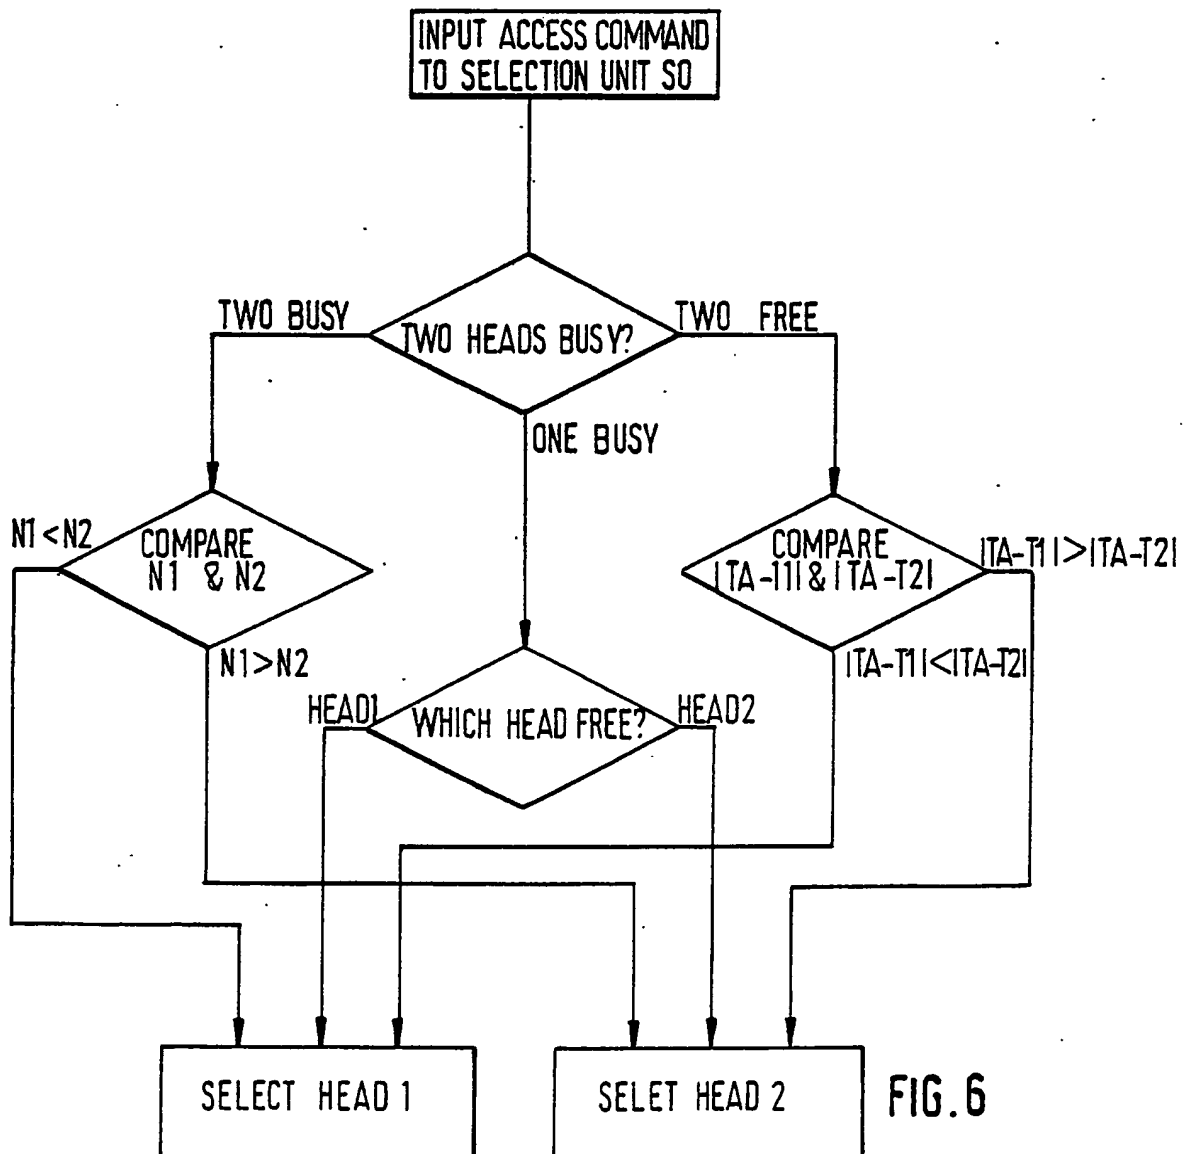 INPUT ACCESS COMMAND
TO SELECTION UNIT SO
TWO BUSY
TWO HEADS BUSY?
TWO FREE
ONE BUSY
N1<N2
COMPARE
N1 & N2
N1>N2
COMPARE
|TA-T1|&|TA-T2|
|TA-T1|>|TA-T2|
|TA-T1|<|TA-T2|
HEAD1
WHICH HEAD FREE?
HEAD2
SELECT HEAD 1
SELET HEAD 2
FIG.6